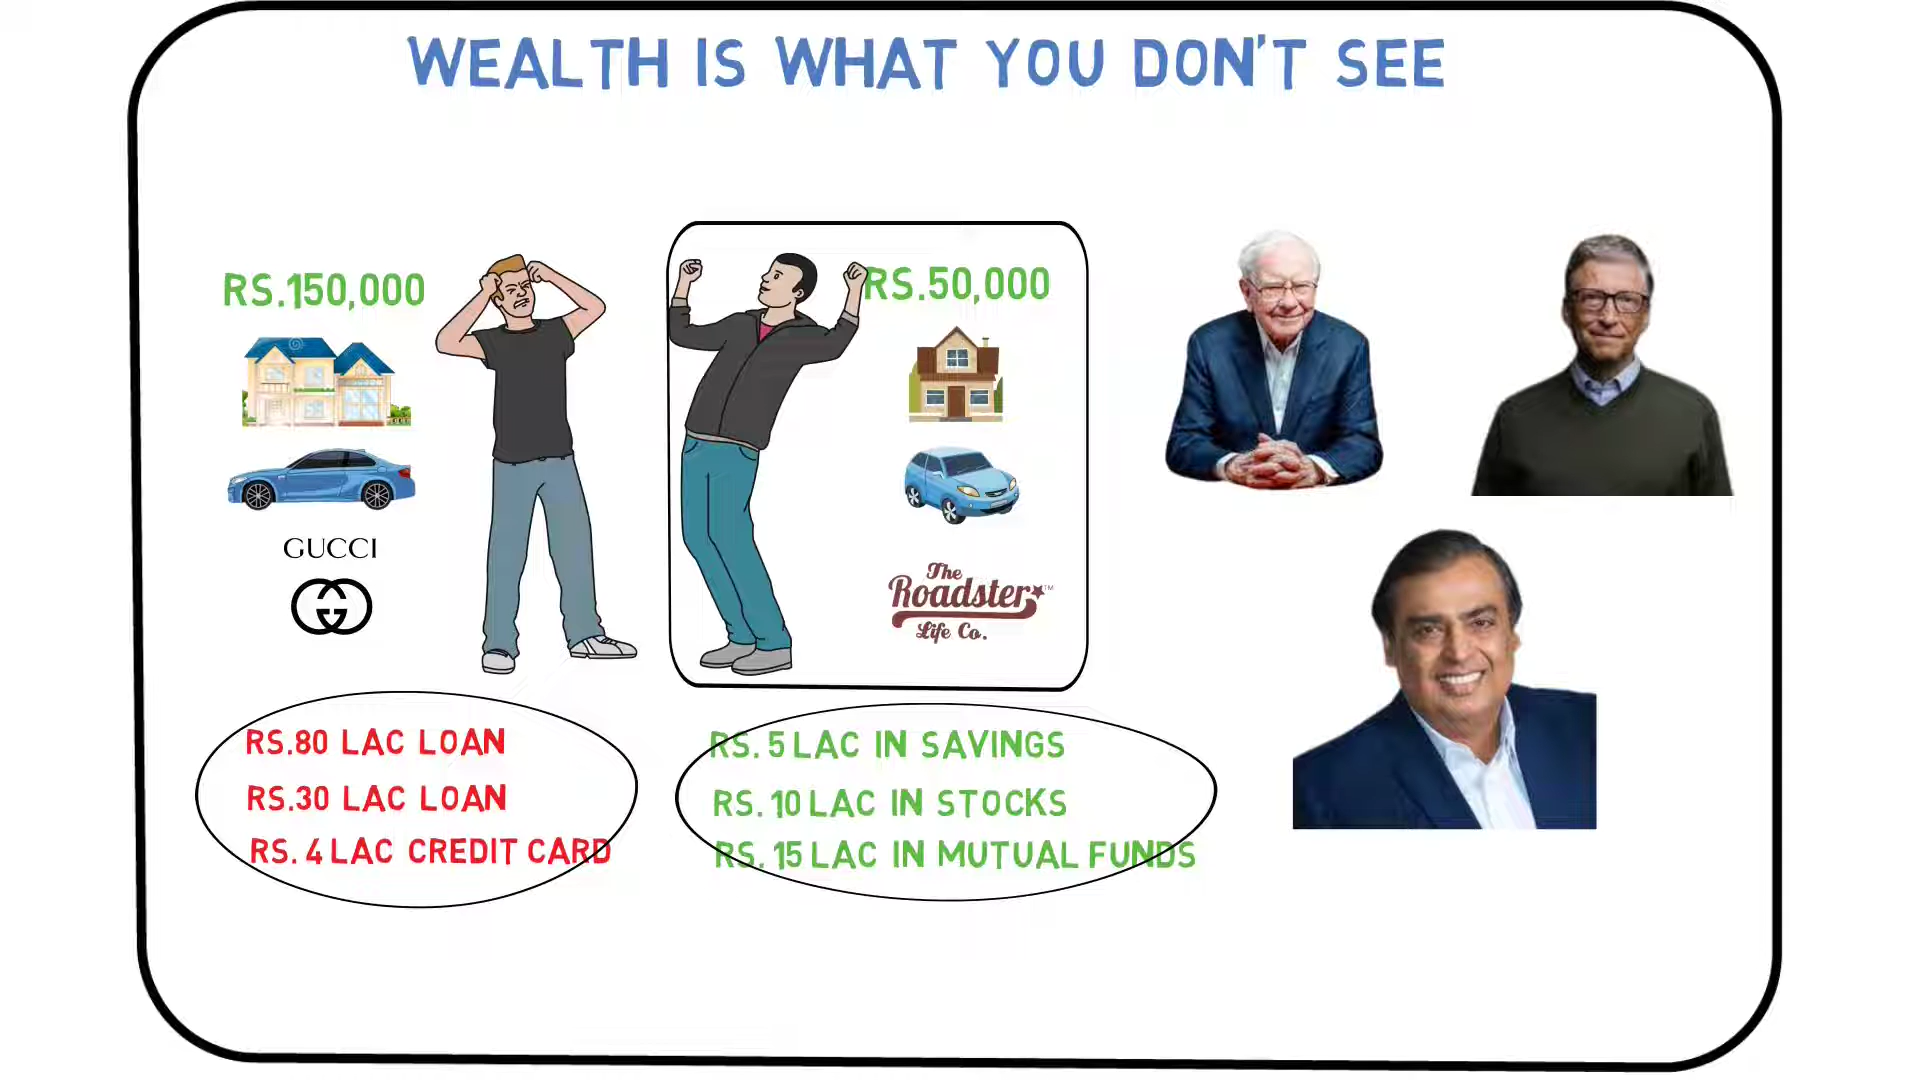 WEALTH IS WHAT YOU DON'T SEE
RS.150,000
GUCCI
RS.80 LAC LOAN
RS.30 LAC LOAN
RS. 4 LAC CREDIT CARD
RS.50,000
The
Roadster™
Life Co.
RS. 5 LAC IN SAVINGS
RS. 10 LAC IN STOCKS
RS. 15 LAC IN MUTUAL FUNDS